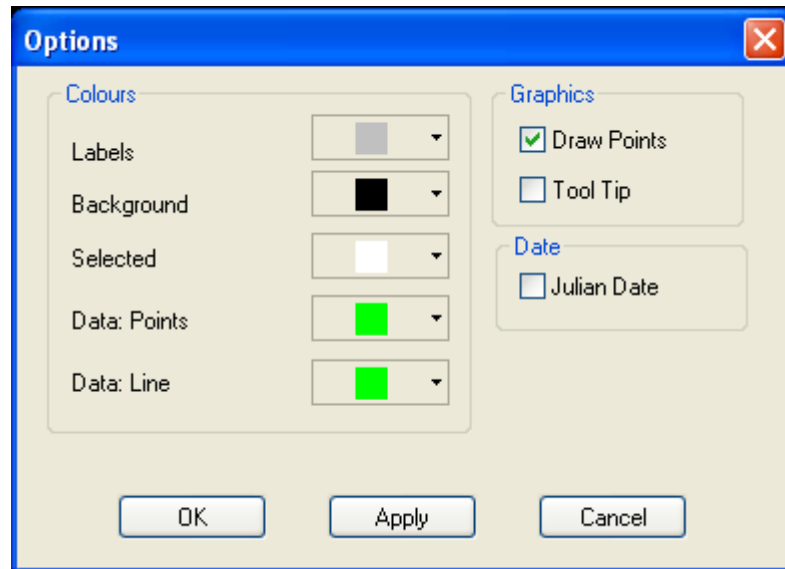 Options
Colours
Labels
Background
Selected
Data: Points
Data: Line
Graphics
Draw Points
Tool Tip
Date
Julian Date
OK
Apply
Cancel